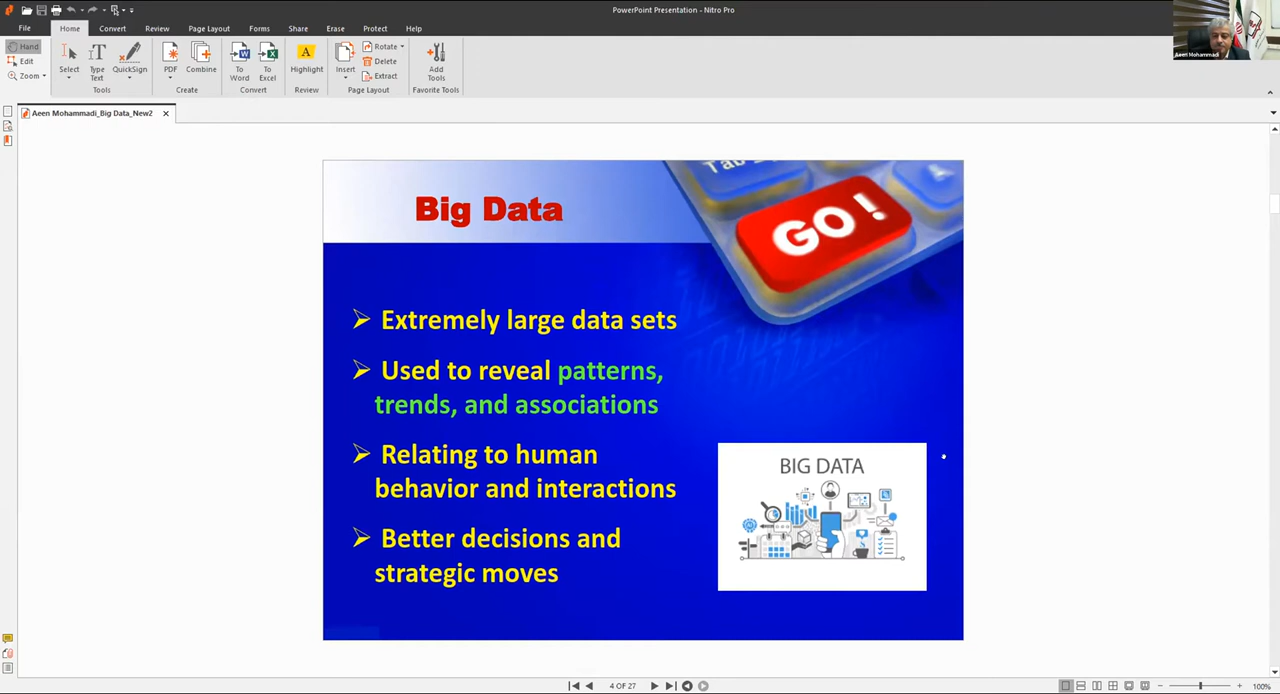 PowerPoint Presentation - Nitro Pro
File Home Convert Review Page Layout Forms Share Erase Protect Help
Hand
Edit
Zoom
Select
Type
Text
QuickSign
Tools
PDF
Combine
Create
To
Word
To
Excel
Convert
Highlight
Review
Insert
Rotate
Delete
Extract
Page Layout
Add
Tools
Favorite Tools
Aeen Mohammadi
Aeen Mohammadi_Big Data_New2
Big Data
Tab
GO!
Extremely large data sets
Used to reveal patterns,
trends, and associations
Relating to human
behavior and interactions
Better decisions and
strategic moves
BIG DATA
4 OF 27
100%